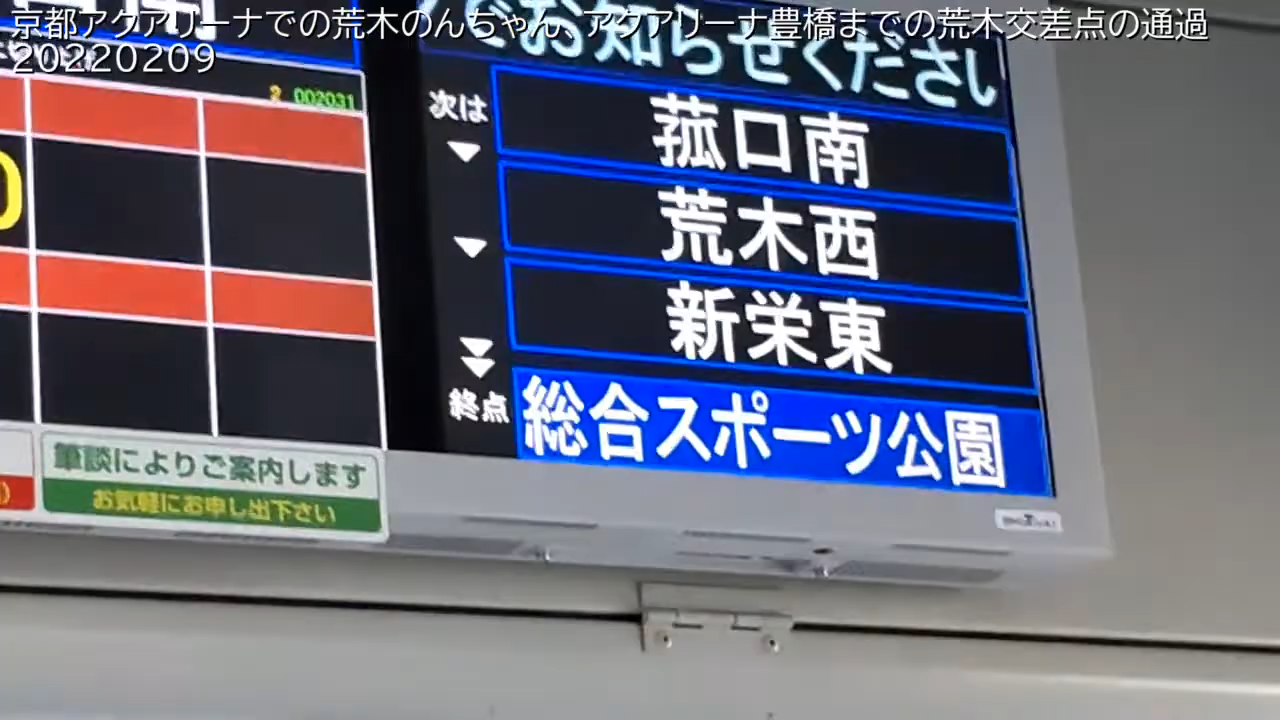 京都アクアリーナでの荒木のんちゃん、アクアリーナ豊橋までの荒木交差点の通過
20220209
でお知らせください
2 002031
次は
菰口南
荒木西
新栄東
終点
総合スポーツ公園
筆談によりご案内します
お気軽にお申し出下さい